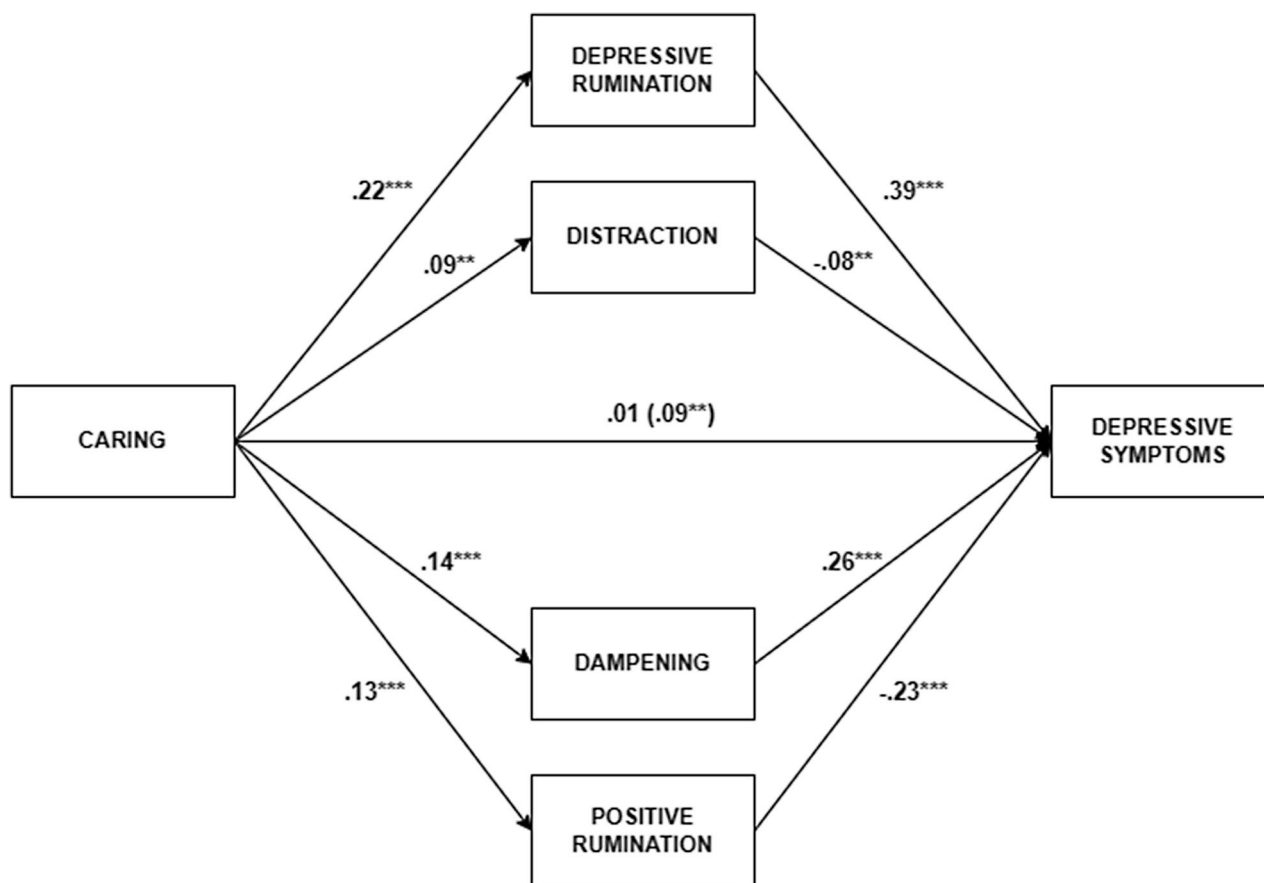 DEPRESSIVE
RUMINATION
.22***
.39***
DISTRACTION
.09**
-.08**
CARING
.01 (.09**)
DEPRESSIVE
SYMPTOMS
.14***
.26***
DAMPENING
.13***
-.23***
POSITIVE
RUMINATION